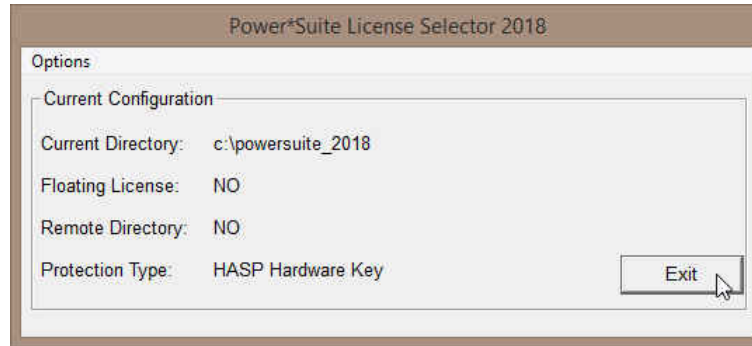 Power*Suite License Selector 2018
Options
Current Configuration
Current Directory: c:\powersuite_2018
Floating License: NO
Remote Directory: NO
Protection Type: HASP Hardware Key
Exit